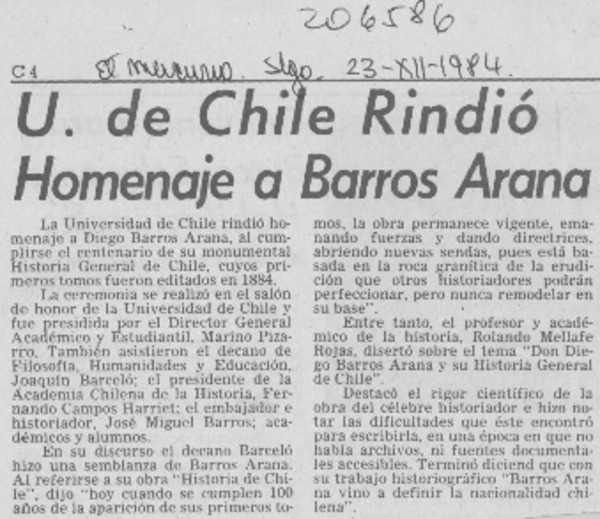 206586
C 4
El Mercurio. Stgo. 23-XII-1984.
U. de Chile Rindió
Homenaje a Barros Arana
La Universidad de Chile rindió ho-
menaje a Diego Barros Arana, al cum-
plirse el centenario de su monumental
Historia General de Chile, cuyos pri-
meros tomos fueron editados en 1884.
La ceremonia se realizó en el salón
de honor de la Universidad de Chile y
fue presidida por el Director General
Académico y Estudiantil, Marino Piza-
rro. También asistieron el decano de
Filosofía, Humanidades y Educación,
Joaquín Barceló; el presidente de la
Academia Chilena de la Historia, Fer-
nando Campos Harriet; el embajador e
historiador, José Miguel Barros; aca-
démicos y alumnos.
En su discurso el decano Barceló
hizo una semblanza de Barros Arana.
Al referirse a su obra "Historia de Chi-
le", dijo "hoy cuando se cumplen 100
años de la aparición de sus primeros to-
mos, la obra permanece vigente, ema-
nando fuerzas y dando directrices,
abriendo nuevas sendas, pues está ba-
sada en la roca granítica de la erudi-
ción que otros historiadores podrán
perfeccionar, pero nunca remodelar en
su base".
Entre tanto, el profesor y acadé-
mico de la historia, Rolando Mellafe
Rojas, disertó sobre el tema "Don Die-
go Barros Arana y su Historia General
de Chile".
Destacó el rigor científico de la
obra del célebre historiador e hizo no-
tar las dificultades que éste encontró
para escribirla, en una época en que no
había archivos, ni fuentes documenta-
les accesibles. Terminó diciend que con
su trabajo historiográfico "Barros Ara-
na vino a definir la nacionalidad chi-
lena".